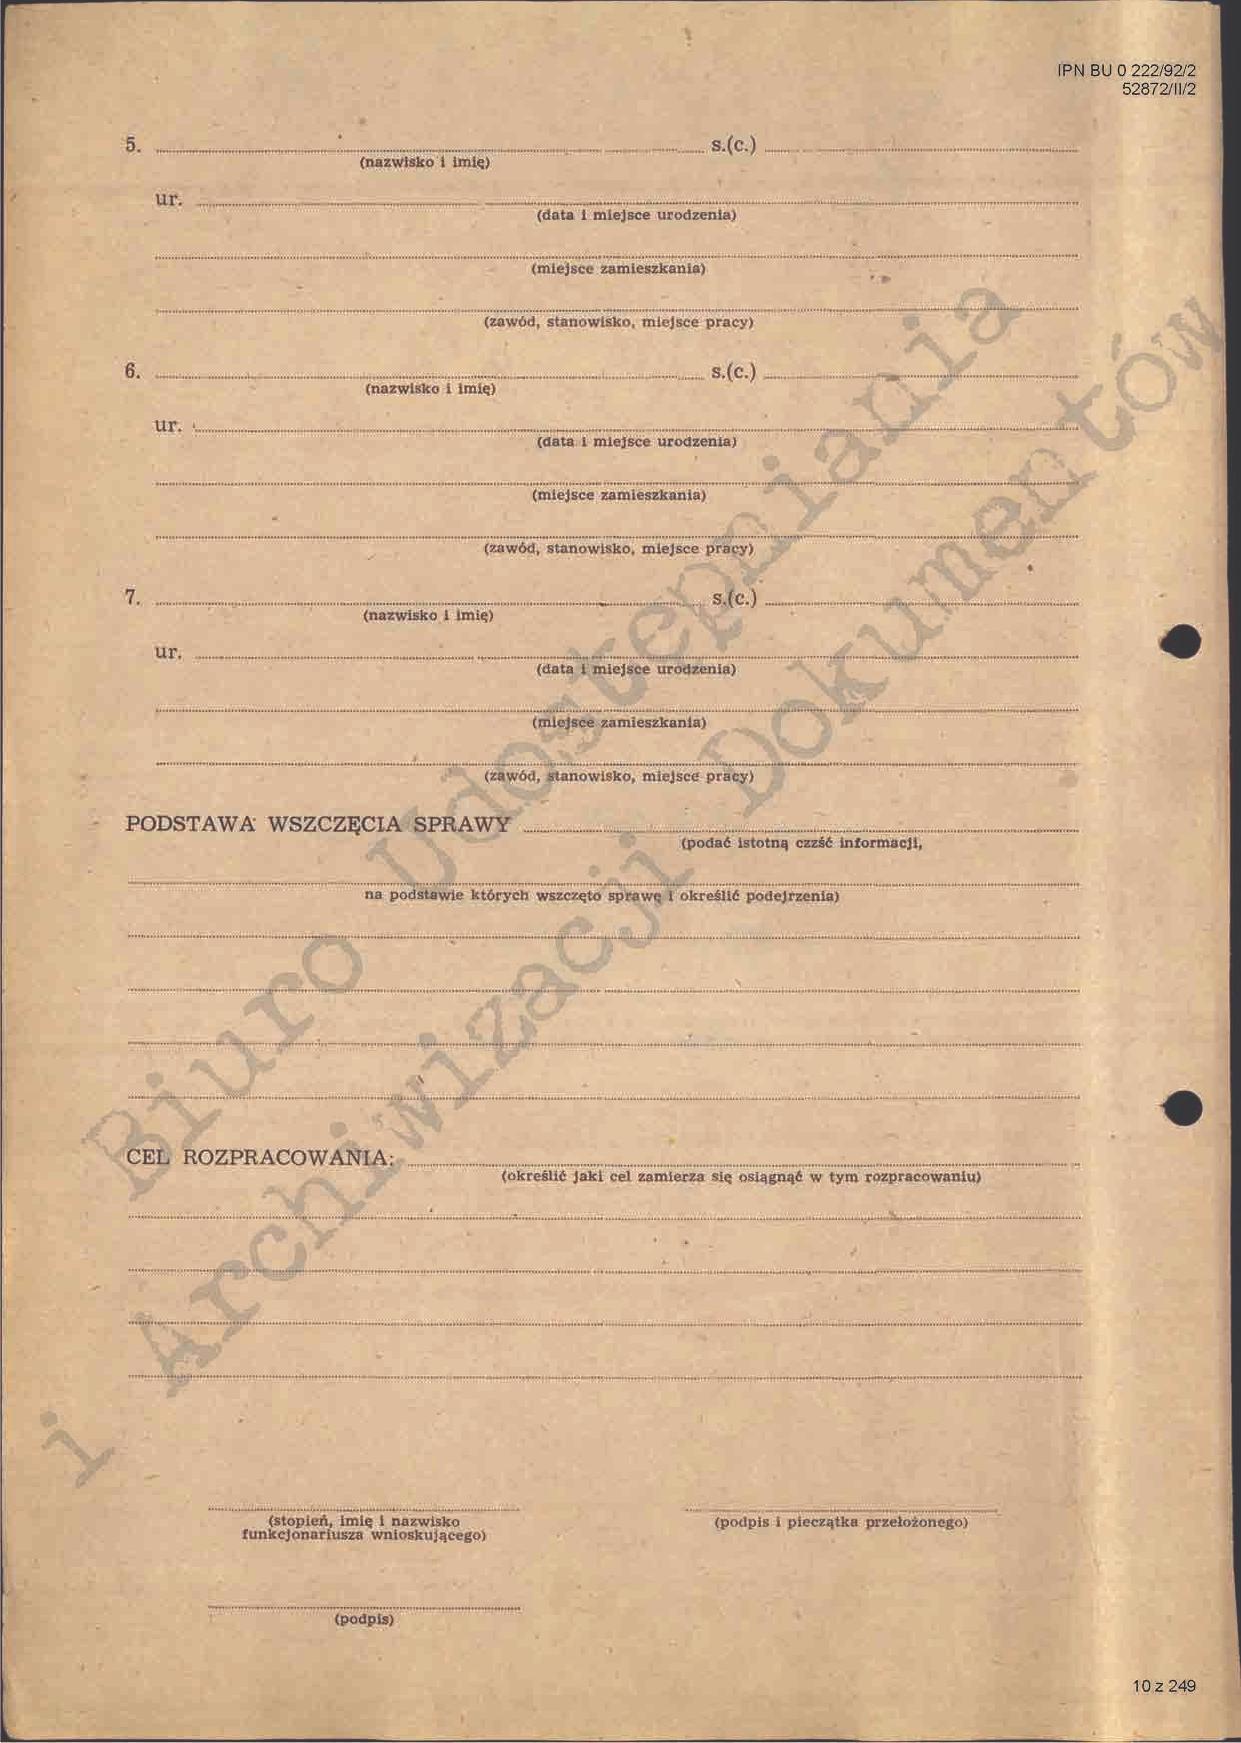 IPN BU 0 222/92/2
52872/II/2
5. s.(c.)
(nazwisko i imię)
ur.
(data i miejsce urodzenia)
(miejsce zamieszkania)
(zawód, stanowisko, miejsce pracy)
6. s.(c.)
(nazwisko i imię)
ur.
(data i miejsce urodzenia)
(miejsce zamieszkania)
(zawód, stanowisko, miejsce pracy)
7. s.(c.)
(nazwisko i imię)
ur.
(data i miejsce urodzenia)
(miejsce zamieszkania)
(zawód, stanowisko, miejsce pracy)
PODSTAWA WSZCZĘCIA SPRAWY
(podać istotną czzść informacji,
na podstawie których wszczęto sprawę i określić podejrzenia)
CEL ROZPRACOWANIA:
(określić jaki cel zamierza się osiągnąć w tym rozpracowaniu)
(stopień, imię i nazwisko
funkcjonariusza wnioskującego)
(podpis i pieczątka przełożonego)
(podpis)
10 z 249
Biuro Udostępniania
i Archiwizacji Dokumentów